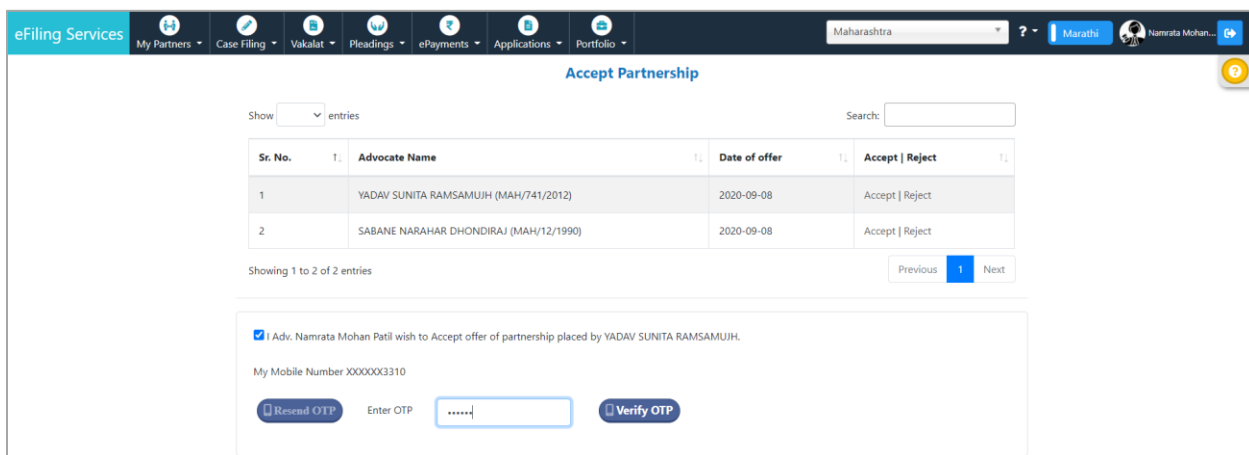 eFiling Services My Partners Case Filing Vakalat Pleadings ePayments Applications Portfolio Maharashtra ? Marathi Namrata Mohan...
?
Accept Partnership
Show entries Search:
Sr. No. Advocate Name Date of offer Accept | Reject
1 YADAV SUNITA RAMSAMUJH (MAH/741/2012) 2020-09-08 Accept | Reject
2 SABANE NARAHAR DHONDIRAJ (MAH/12/1990) 2020-09-08 Accept | Reject
Showing 1 to 2 of 2 entries Previous 1 Next
I Adv. Namrata Mohan Patil wish to Accept offer of partnership placed by YADAV SUNITA RAMSAMUJH.
My Mobile Number XXXXXX3310
Resend OTP Enter OTP ...... Verify OTP